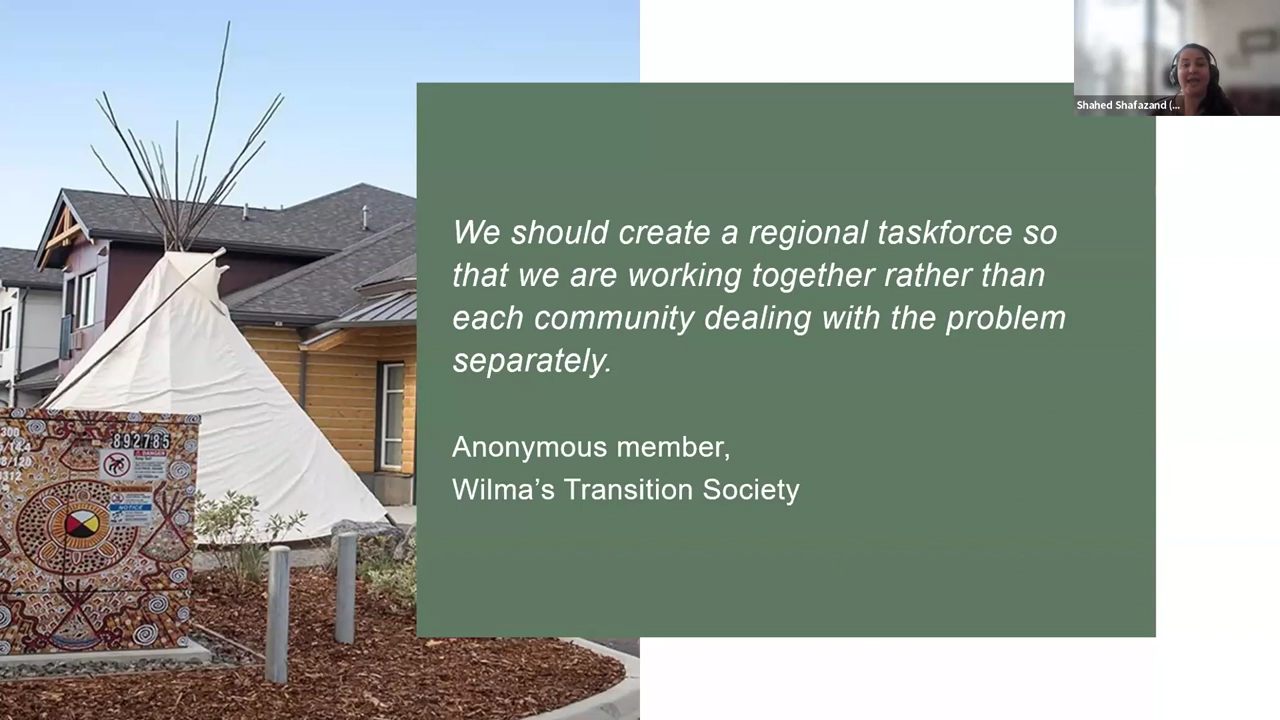 Shahed Shafazand (...
We should create a regional taskforce so
that we are working together rather than
each community dealing with the problem
separately.
Anonymous member,
Wilma's Transition Society
892785
DANGER
NOTICE